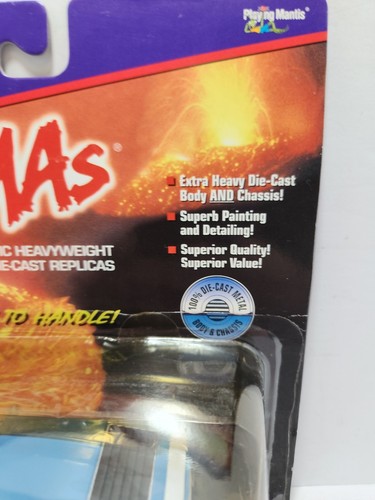 Playing Mantis
MAs®
Extra Heavy Die-Cast
Body AND Chassis!
Superb Painting
and Detailing!
Superior Quality!
Superior Value!
IC HEAVYWEIGHT
E-CAST REPLICAS
TO HANDLE!
100% DIE-CAST METAL
BODY & CHASSIS